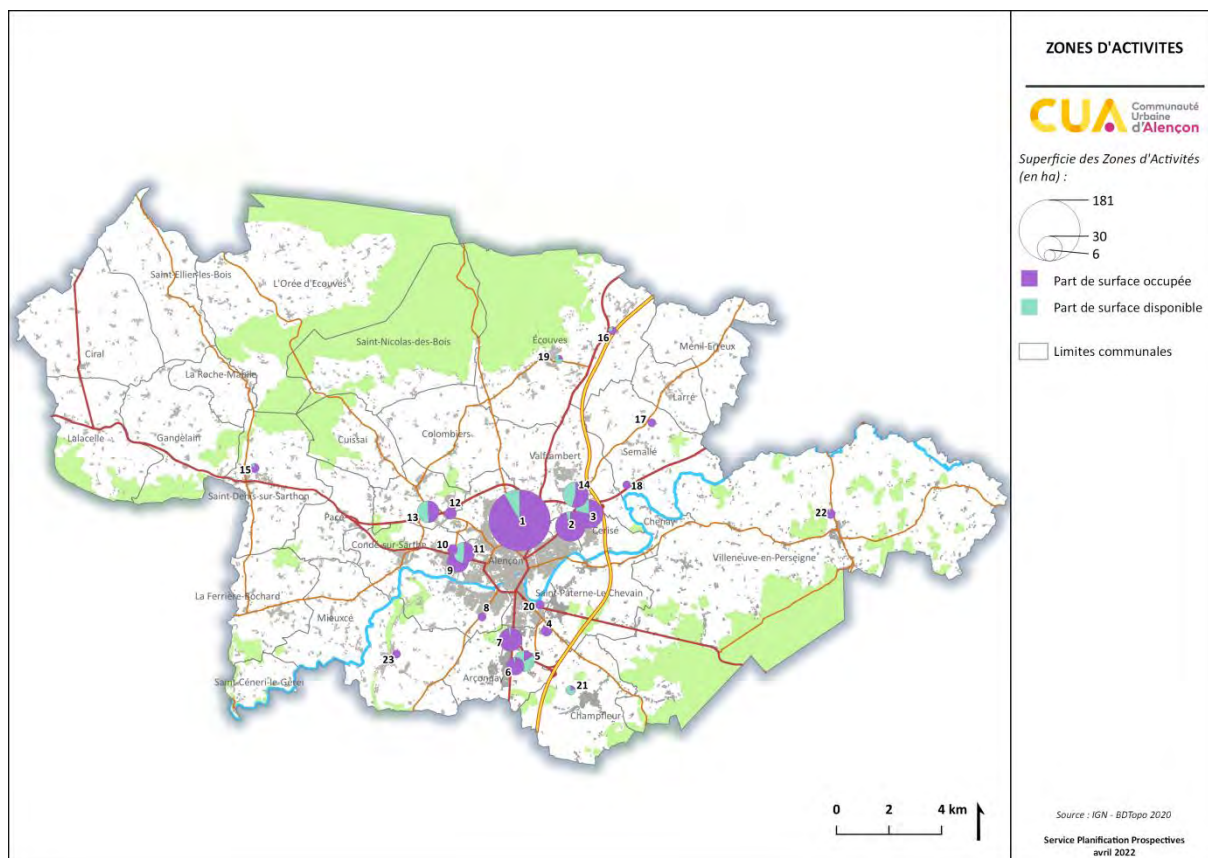 ZONES D'ACTIVITES
CUA Communauté
Urbaine
d'Alençon
Superficie des Zones d'Activités
(en ha) :
181
30
6
Part de surface occupée
Part de surface disponible
Limites communales
Saint-Ellier-les-Bois
L'Orée d'Ecouves
Saint-Nicolas-des-Bois
Écouves
16
Ciral
19
Ménil-Erreux
La Roche-Mabile
Larré
17
Lalacelle
Gandelain
Cuissai
Colombiers
Semallé
Valframbert
15
Saint-Denis-sur-Sarthon
14
18
12
13
Pacé
1
2
3
22
Cerisé
Chenay
Condé-sur-Sarthe
10
11
9
Alençon
Villeneuve-en-Perseigne
La Ferrière-Bochard
Saint-Paterne-Le Chevain
20
8
Mieuxcé
4
7
23
5
6
Arçonnay
Saint-Céneri-le-Gérei
21
Champfleur
0 2 4 km
Source : IGN - BDTopo 2020
Service Planification Prospectives
avril 2022